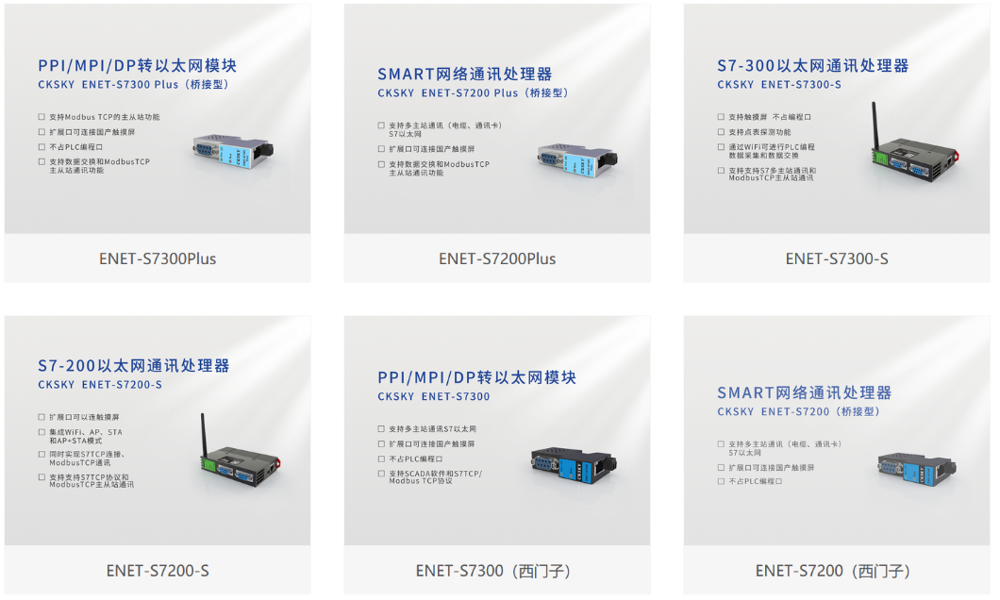 PPI/MPI/DP转以太网模块
CKSKY ENET-S7300 Plus（桥接型）
支持Modbus TCP的主从站功能
扩展口可连接国产触摸屏
不占PLC编程口
支持数据交换和ModbusTCP
主从站通讯功能
ENET-S7300Plus
SMART网络通讯处理器
CKSKY ENET-S7200 Plus（桥接型）
支持多主站通讯（电缆、通讯卡）
S7以太网
扩展口可连接国产触摸屏
支持数据交换和ModbusTCP
主从站通讯功能
ENET-S7200Plus
S7-300以太网通讯处理器
CKSKY ENET-S7300-S
支持触摸屏 不占编程口
支持点表探测功能
通过WiFi可进行PLC编程
数据采集和数据交换
支持支持S7多主站通讯和
ModbusTCP主从站通讯
ENET-S7300-S
S7-200以太网通讯处理器
CKSKY ENET-S7200-S
扩展口可以连触摸屏
集成WiFi、AP、STA
和AP+STA模式
同时实现S7TCP连接、
ModbusTCP通讯
支持支持S7TCP协议和
ModbusTCP主从站通讯
ENET-S7200-S
PPI/MPI/DP转以太网模块
CKSKY ENET-S7300
支持多主站通讯S7以太网
扩展口可连接国产触摸屏
不占PLC编程口
支持SCADA软件和S7TCP/
Modbus TCP协议
ENET-S7300（西门子）
SMART网络通讯处理器
CKSKY ENET-S7200（桥接型）
支持多主站通讯（电缆、通讯卡）
S7以太网
扩展口可连接国产触摸屏
不占PLC编程口
ENET-S7200（西门子）